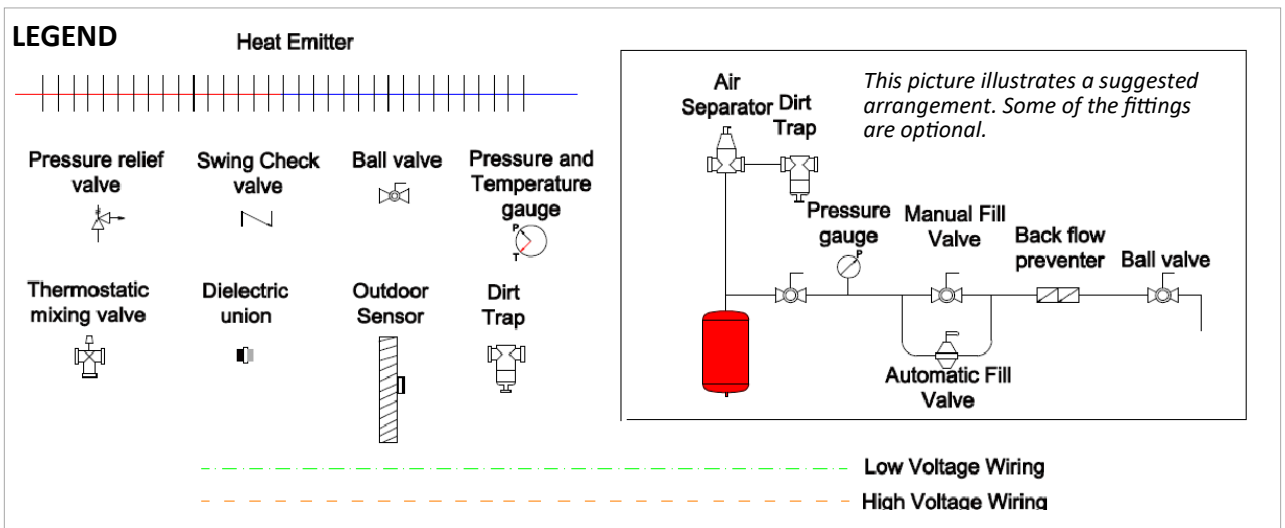 LEGEND
Heat Emitter
Pressure relief
valve
Swing Check
valve
Ball valve
Pressure and
Temperature
gauge
P
T
Thermostatic
mixing valve
Dielectric
union
Outdoor
Sensor
Dirt
Trap
This picture illustrates a suggested
arrangement. Some of the fittings
are optional.
Air
Separator
Dirt
Trap
Pressure
gauge
P
Manual Fill
Valve
Back flow
preventer
Ball valve
Automatic Fill
Valve
Low Voltage Wiring
High Voltage Wiring